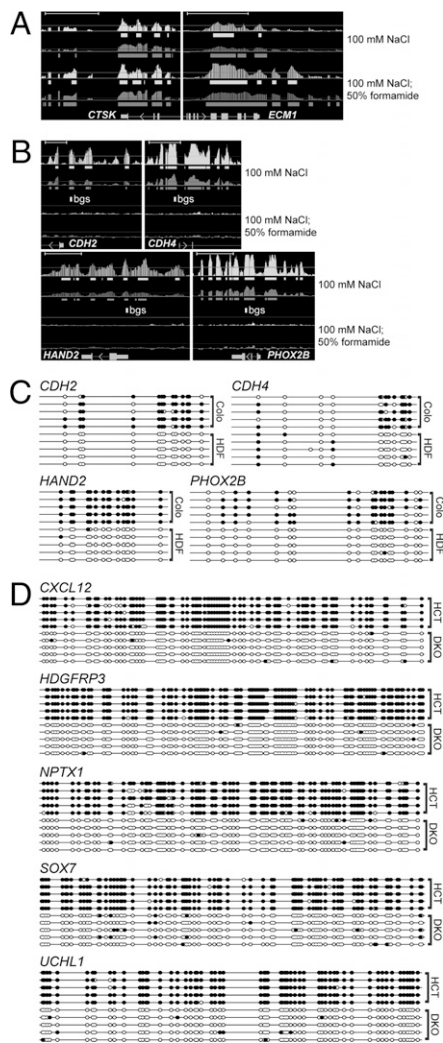 A
100 mM NaCl
100 mM NaCl;
50% formamide
CTSK
ECM1
B
100 mM NaCl
bgs
bgs
100 mM NaCl;
50% formamide
CDH2
CDH4
100 mM NaCl
bgs
bgs
100 mM NaCl;
50% formamide
HAND2
PHOX2B
C
CDH2
CDH4
Colo
HDF
Colo
HDF
HAND2
PHOX2B
Colo
HDF
Colo
HDF
D
CXCL12
HCT
DKO
HDGFRP3
HCT
DKO
NPTX1
HCT
DKO
SOX7
HCT
DKO
UCHL1
HCT
DKO